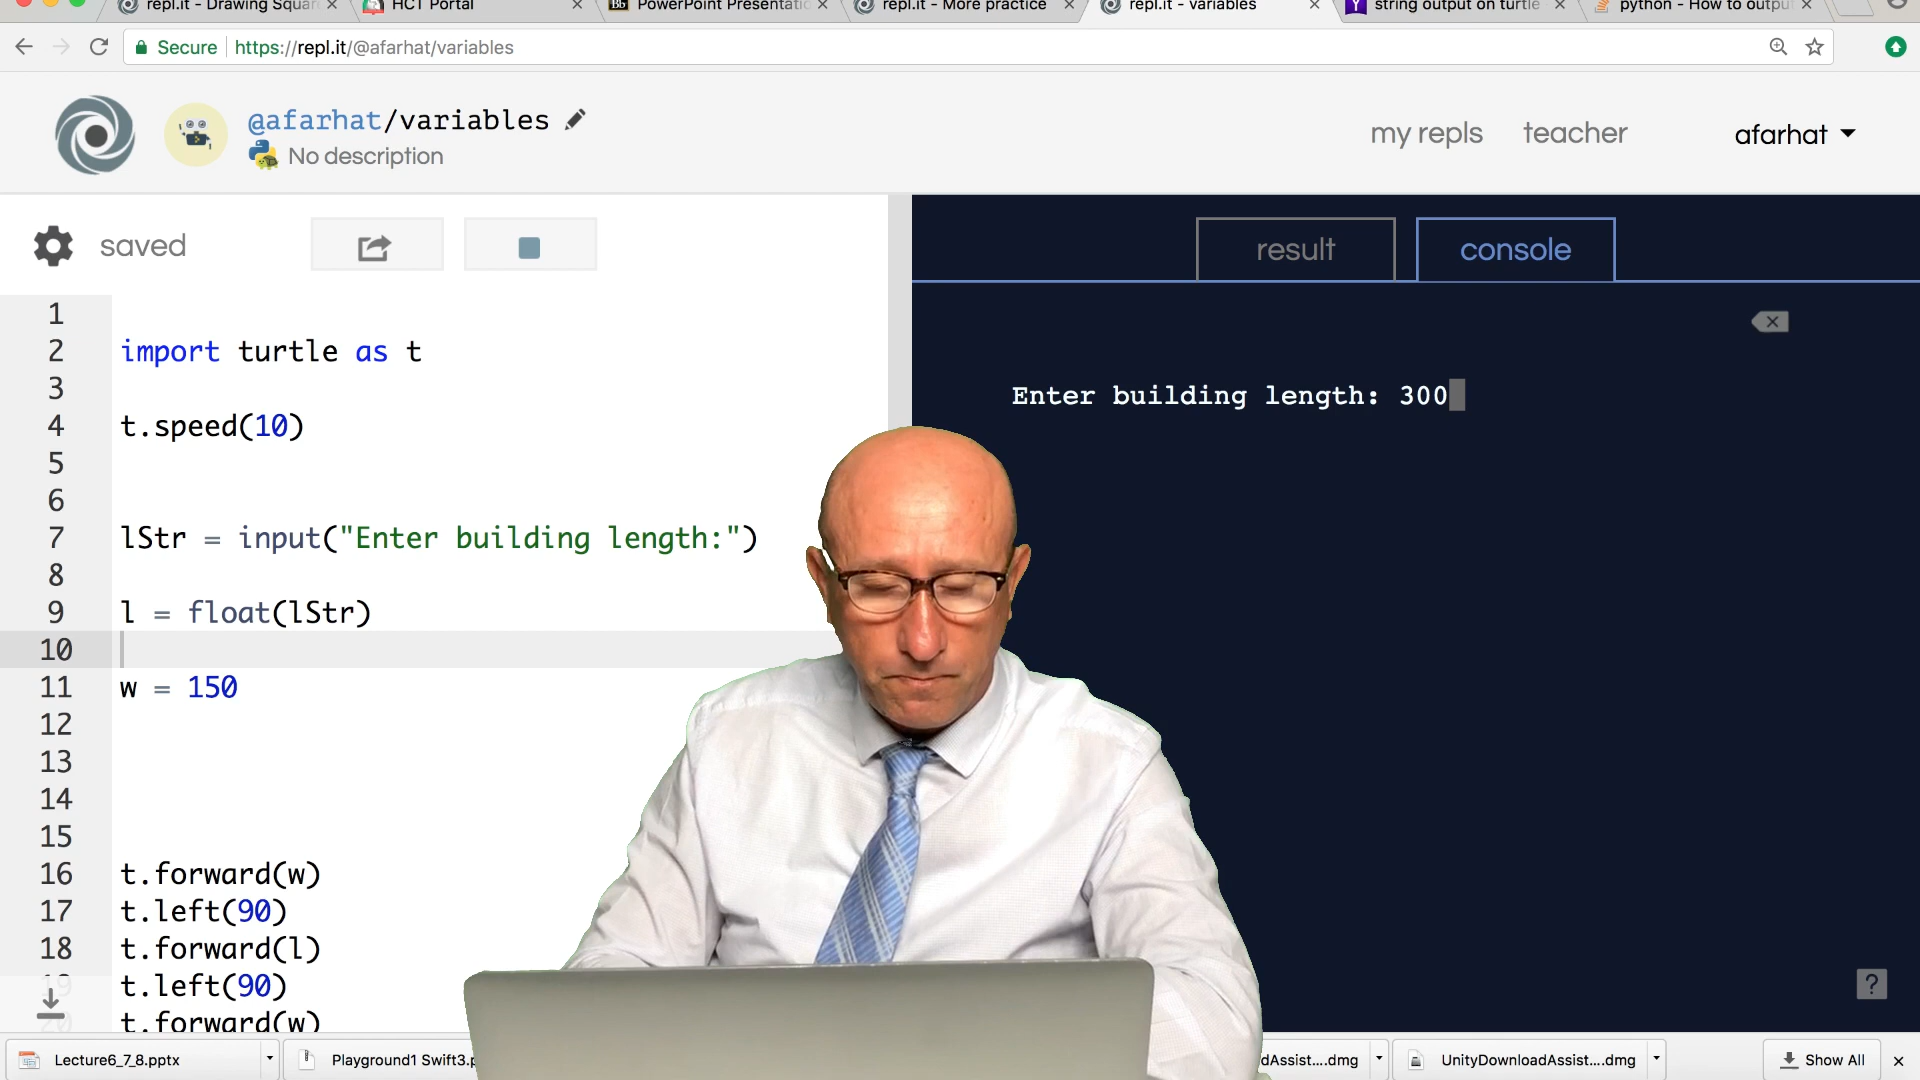 repl.it - Drawing Squar
HCT Portal
Bb PowerPoint Presentatio
repl.it - More practice
repl.it - variables
string output on turtle
python - How to output
Secure https://repl.it/@afarhat/variables
@afarhat/variables
No description
my repls teacher afarhat
saved
result console
1
2 import turtle as t
3
4 t.speed(10)
5
6
7 lStr = input("Enter building length:")
8
9 l = float(lStr)
10
11 w = 150
12
13
14
15
16 t.forward(w)
17 t.left(90)
18 t.forward(l)
19 t.left(90)
20 t.forward(w)
Enter building length: 300
?
Lecture6_7_8.pptx
Playground1 Swift3.p
dAssist....dmg
UnityDownloadAssist....dmg
Show All